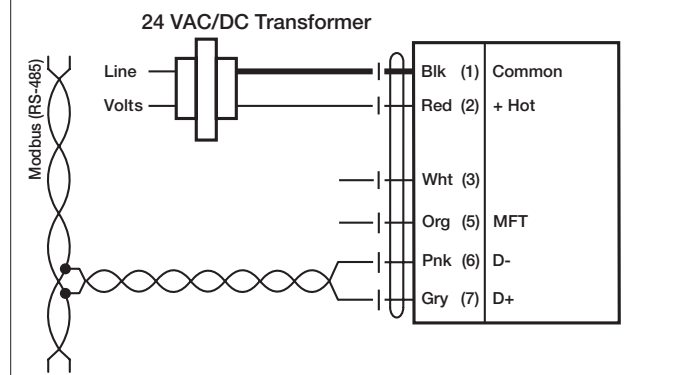 24 VAC/DC Transformer
Modbus (RS-485)
Line
Volts
Blk (1) Common
Red (2) + Hot
Wht (3)
Org (5) MFT
Pnk (6) D-
Gry (7) D+